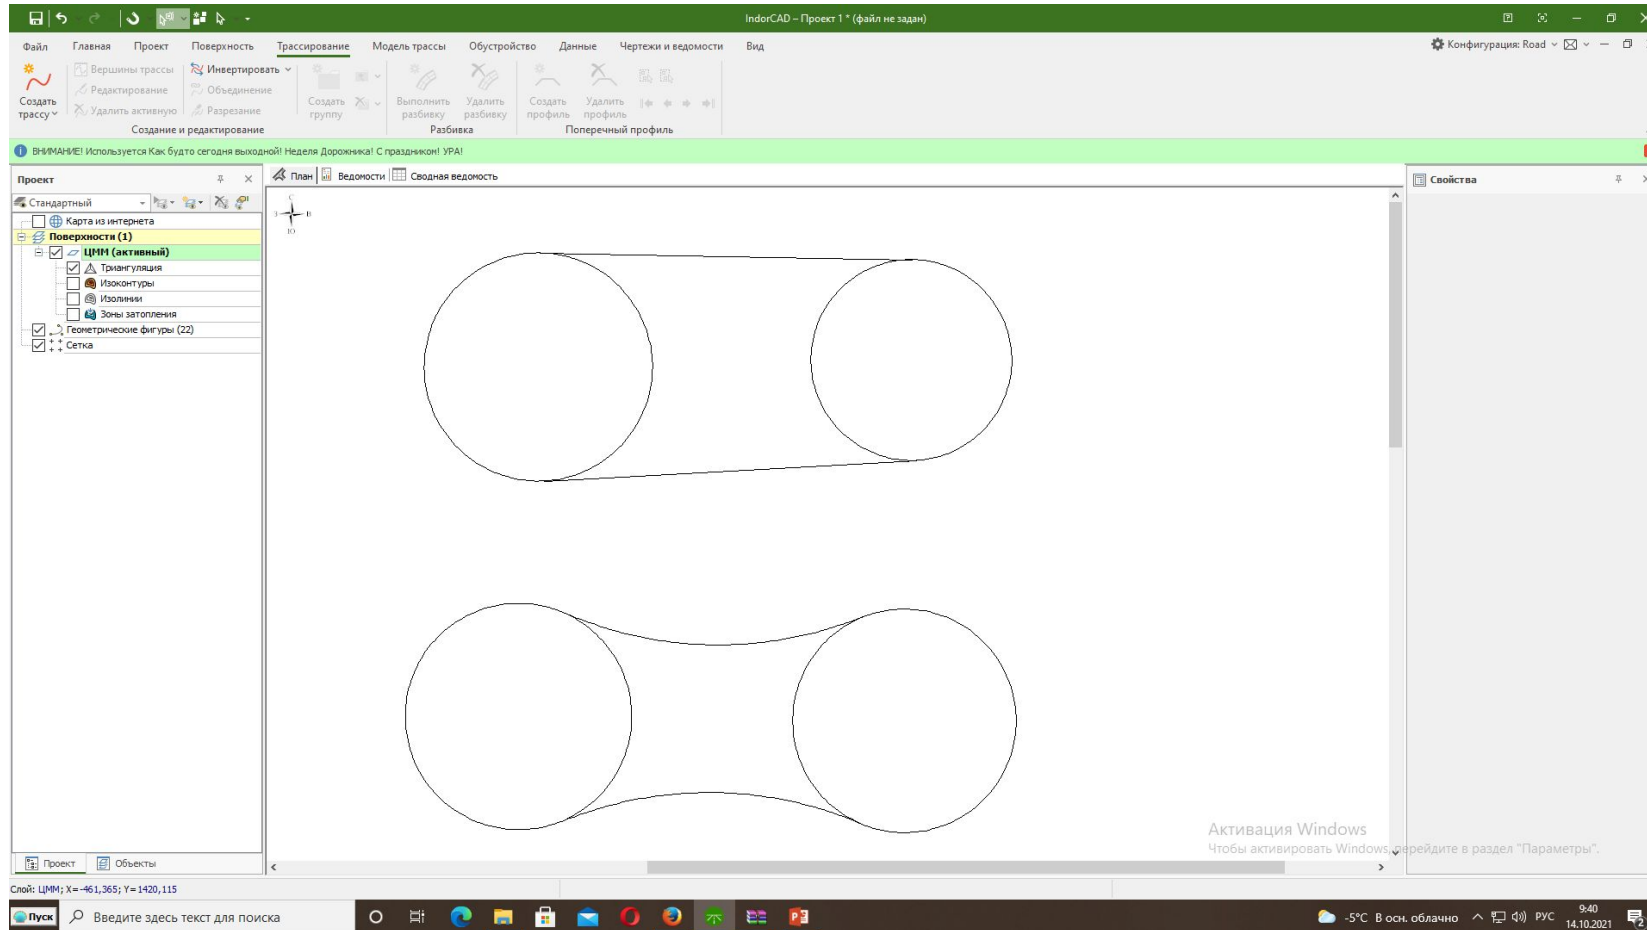 IndorCAD – Проект 1 * (файл не задан)
Файл Главная Проект Поверхность Трассирование Модель трассы Обустройство Данные Чертежи и ведомости Вид
Конфигурация: Road
Создать трассу
Вершины трассы
Редактирование
Удалить активную
Инвертировать
Объединение
Разрезание
Создать группу
Выполнить разбивку
Удалить разбивку
Создать профиль
Удалить профиль
Создание и редактирование Разбивка Поперечный профиль
ВНИМАНИЕ! Используется Как будто сегодня выходной! Неделя Дорожника! С праздником! УРА!
Проект
План Ведомости Сводная ведомость
Свойства
Стандартный
Карта из интернета
Поверхности (1)
ЦММ (активный)
Триангуляция
Изоконтуры
Изолинии
Зоны затопления
Геометрические фигуры (22)
Сетка
С
З В
Ю
Активация Windows
Чтобы активировать Windows, перейдите в раздел "Параметры".
Проект Объекты
Слой: ЦММ; X=-461,365; Y=1420,115
Пуск Введите здесь текст для поиска
-5°C В осн. облачно РУС 9:40
14.10.2021
2